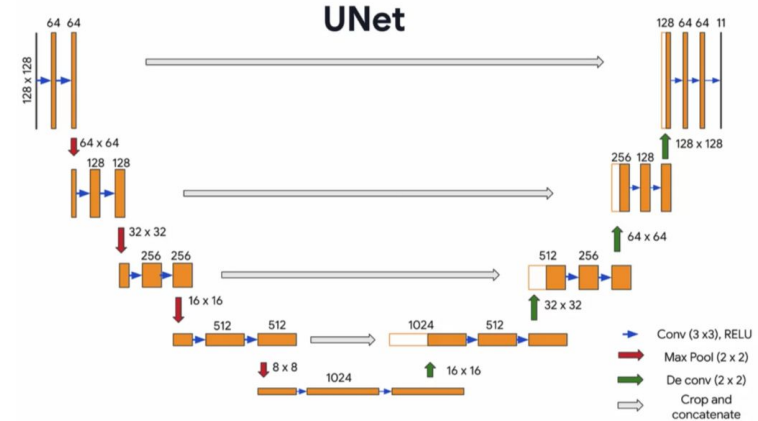 UNet
64 64
128 x 128
128 64 64 11
64 x 64
128 x 128
128 128
256 128
32 x 32
64 x 64
256 256
512 256
16 x 16
32 x 32
512 512
1024 512
8 x 8
16 x 16
1024
Conv (3 x3), RELU
Max Pool (2 x 2)
De conv (2 x 2)
Crop and
concatenate